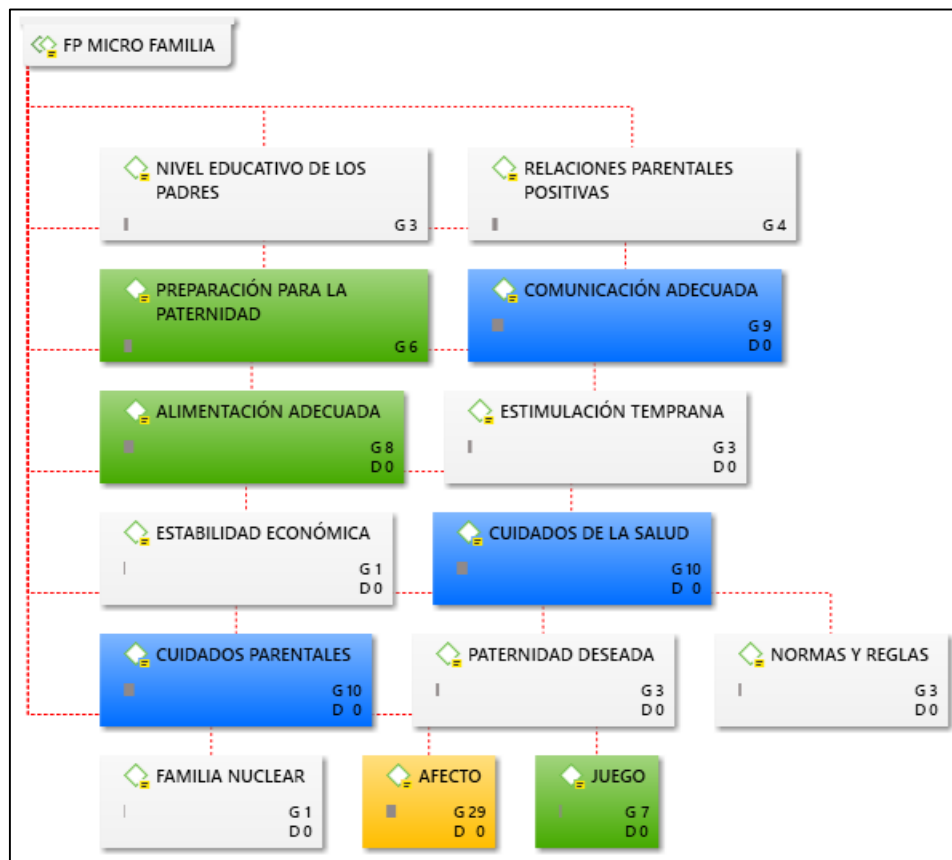 FP MICRO FAMILIA
NIVEL EDUCATIVO DE LOS
PADRES
G 3
RELACIONES PARENTALES
POSITIVAS
G 4
PREPARACIÓN PARA LA
PATERNIDAD
G 6
COMUNICACIÓN ADECUADA
G 9
D 0
ALIMENTACIÓN ADECUADA
G 8
D 0
ESTIMULACIÓN TEMPRANA
G 3
D 0
ESTABILIDAD ECONÓMICA
G 1
D 0
CUIDADOS DE LA SALUD
G 10
D 0
CUIDADOS PARENTALES
G 10
D 0
PATERNIDAD DESEADA
G 3
D 0
NORMAS Y REGLAS
G 3
D 0
FAMILIA NUCLEAR
G 1
D 0
AFECTO
G 29
D 0
JUEGO
G 7
D 0